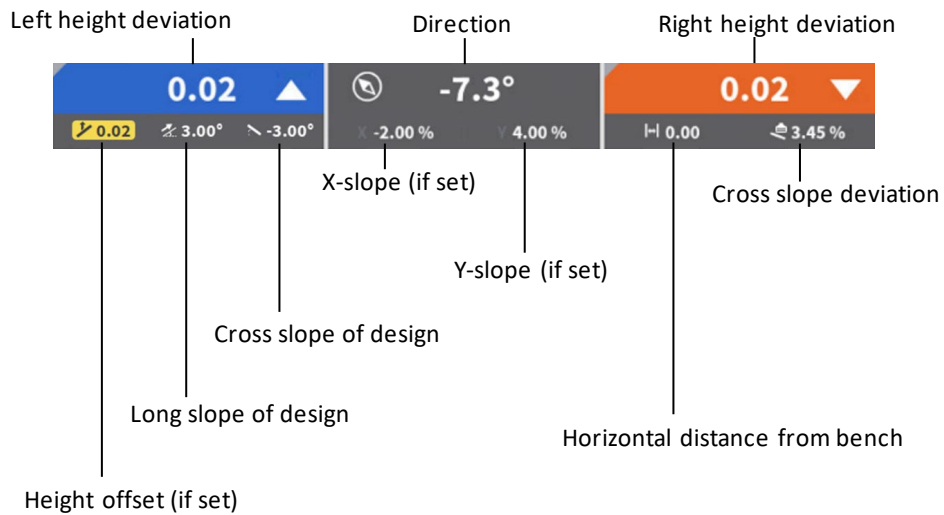 Left height deviation
Direction
Right height deviation
0.02
-7.3°
0.02
0.02
3.00°
-3.00°
X -2.00 %
Y 4.00 %
0.00
3.45 %
X-slope (if set)
Cross slope deviation
Y-slope (if set)
Cross slope of design
Long slope of design
Horizontal distance from bench
Height offset (if set)